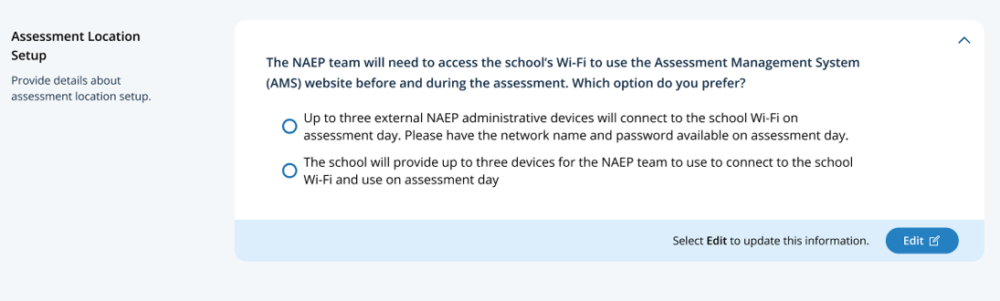 Assessment Location
Setup
Provide details about
assessment location setup.
The NAEP team will need to access the school’s Wi-Fi to use the Assessment Management System
(AMS) website before and during the assessment. Which option do you prefer?
Up to three external NAEP administrative devices will connect to the school Wi-Fi on
assessment day. Please have the network name and password available on assessment day.
The school will provide up to three devices for the NAEP team to use to connect to the school
Wi-Fi and use on assessment day
Select Edit to update this information.
Edit